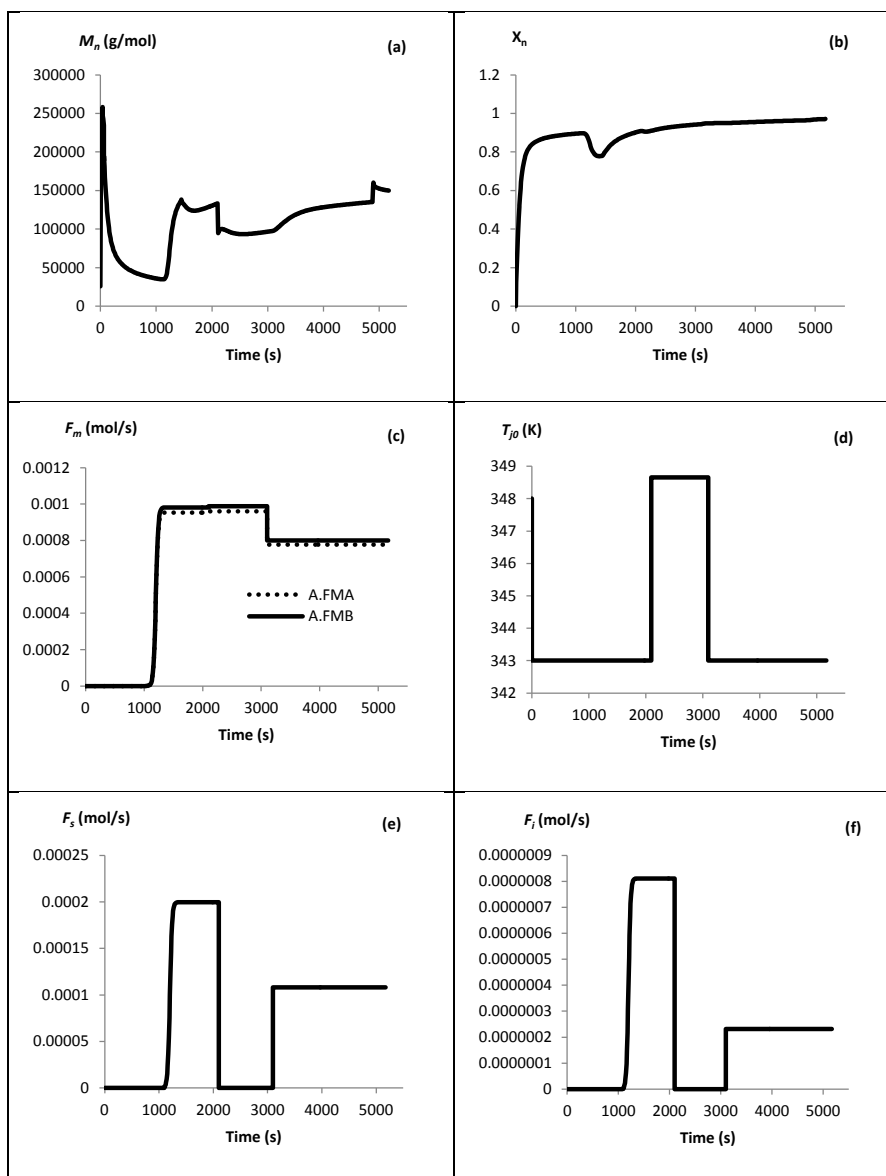 Mn (g/mol)
(a)
300000
250000
200000
150000
100000
50000
0
0 1000 2000 3000 4000 5000
Time (s)
Xn
(b)
1.2
1
0.8
0.6
0.4
0.2
0
0 1000 2000 3000 4000 5000
Time (s)
Fm (mol/s)
(c)
0.0012
0.001
0.0008
0.0006
0.0004
0.0002
0
A.FMA
A.FMB
0 1000 2000 3000 4000 5000
Time (s)
Tj0 (K)
(d)
349
348
347
346
345
344
343
342
0 1000 2000 3000 4000 5000
Time (s)
Fs (mol/s)
(e)
0.00025
0.0002
0.00015
0.0001
0.00005
0
0 1000 2000 3000 4000 5000
Time (s)
Fi (mol/s)
(f)
0.0000009
0.0000008
0.0000007
0.0000006
0.0000005
0.0000004
0.0000003
0.0000002
0.0000001
0
0 1000 2000 3000 4000 5000
Time (s)